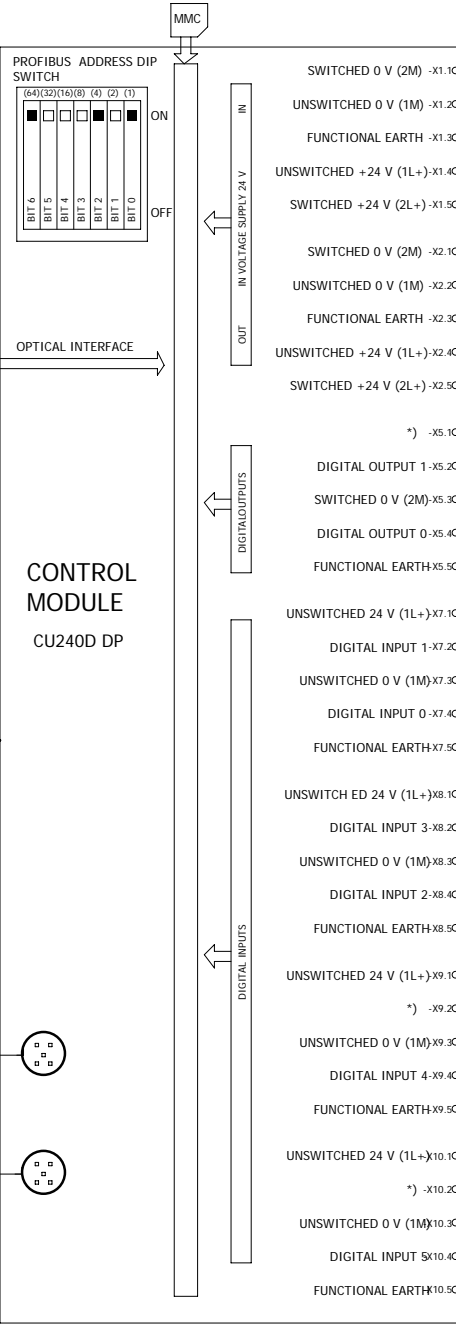 MMC
PROFIBUS ADDRESS DIP
SWITCH
(64)(32)(16)(8) (4) (2) (1)
ON
OFF
BIT 6
BIT 5
BIT 4
BIT 3
BIT 2
BIT 1
BIT 0
OPTICAL INTERFACE
CONTROL
MODULE
CU240D DP
IN
IN VOLTAGE SUPPLY 24 V
OUT
DIGITALOUTPUTS
DIGITAL INPUTS
SWITCHED 0 V (2M) -X1.1
UNSWITCHED 0 V (1M) -X1.2
FUNCTIONAL EARTH -X1.3
UNSWITCHED +24 V (1L+) -X1.4
SWITCHED +24 V (2L+) -X1.5
SWITCHED 0 V (2M) -X2.1
UNSWITCHED 0 V (1M) -X2.2
FUNCTIONAL EARTH -X2.3
UNSWITCHED +24 V (1L+) -X2.4
SWITCHED +24 V (2L+) -X2.5
*) -X5.1
DIGITAL OUTPUT 1 -X5.2
SWITCHED 0 V (2M) -X5.3
DIGITAL OUTPUT 0 -X5.4
FUNCTIONAL EARTH -X5.5
UNSWITCHED 24 V (1L+) -X7.1
DIGITAL INPUT 1 -X7.2
UNSWITCHED 0 V (1M) -X7.3
DIGITAL INPUT 0 -X7.4
FUNCTIONAL EARTH -X7.5
UNSWITCH ED 24 V (1L+) -X8.1
DIGITAL INPUT 3 -X8.2
UNSWITCHED 0 V (1M) -X8.3
DIGITAL INPUT 2 -X8.4
FUNCTIONAL EARTH -X8.5
UNSWITCHED 24 V (1L+) -X9.1
*) -X9.2
UNSWITCHED 0 V (1M) -X9.3
DIGITAL INPUT 4 -X9.4
FUNCTIONAL EARTH -X9.5
UNSWITCHED 24 V (1L+) -X10.1
*) -X10.2
UNSWITCHED 0 V (1M) -X10.3
DIGITAL INPUT 5 -X10.4
FUNCTIONAL EARTH -X10.5